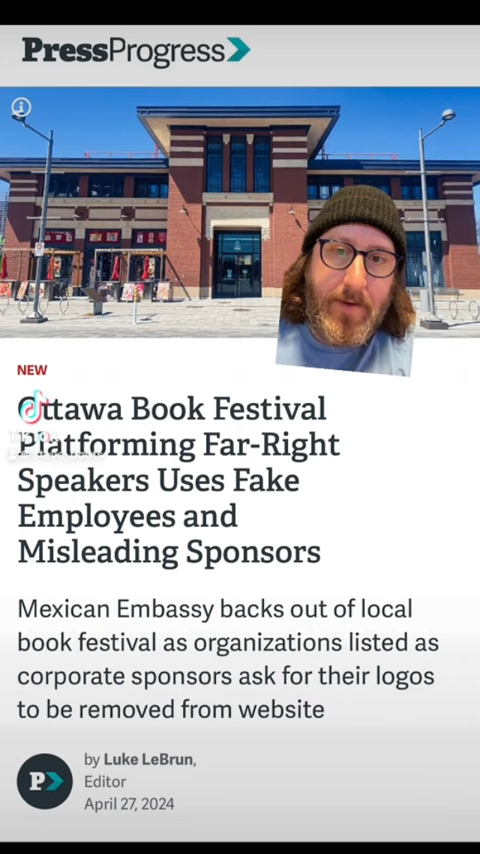 PressProgress
NEW
Ottawa Book Festival
Platforming Far-Right
Speakers Uses Fake
Employees and
Misleading Sponsors
Mexican Embassy backs out of local
book festival as organizations listed as
corporate sponsors ask for their logos
to be removed from website
P
by Luke LeBrun,
Editor
April 27, 2024